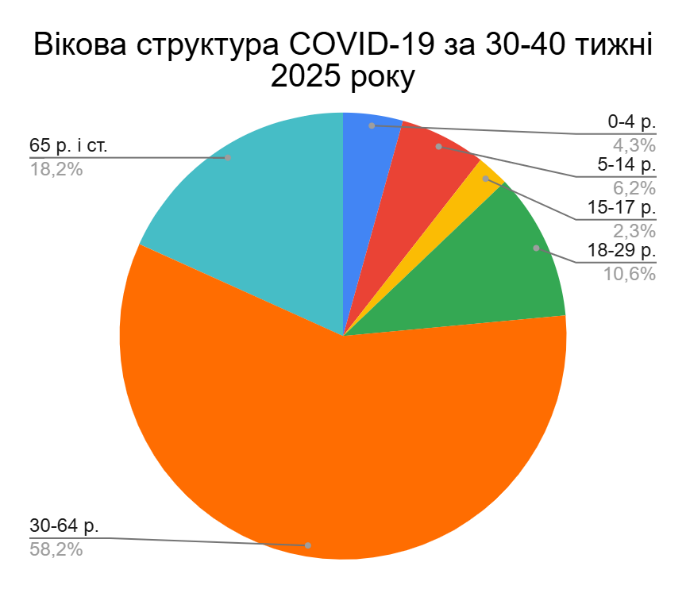 Вікова структура COVID-19 за 30-40 тижні
2025 року
0-4 р.
4,3%
5-14 р.
6,2%
15-17 р.
2,3%
18-29 р.
10,6%
65 р. і ст.
18,2%
30-64 р.
58,2%